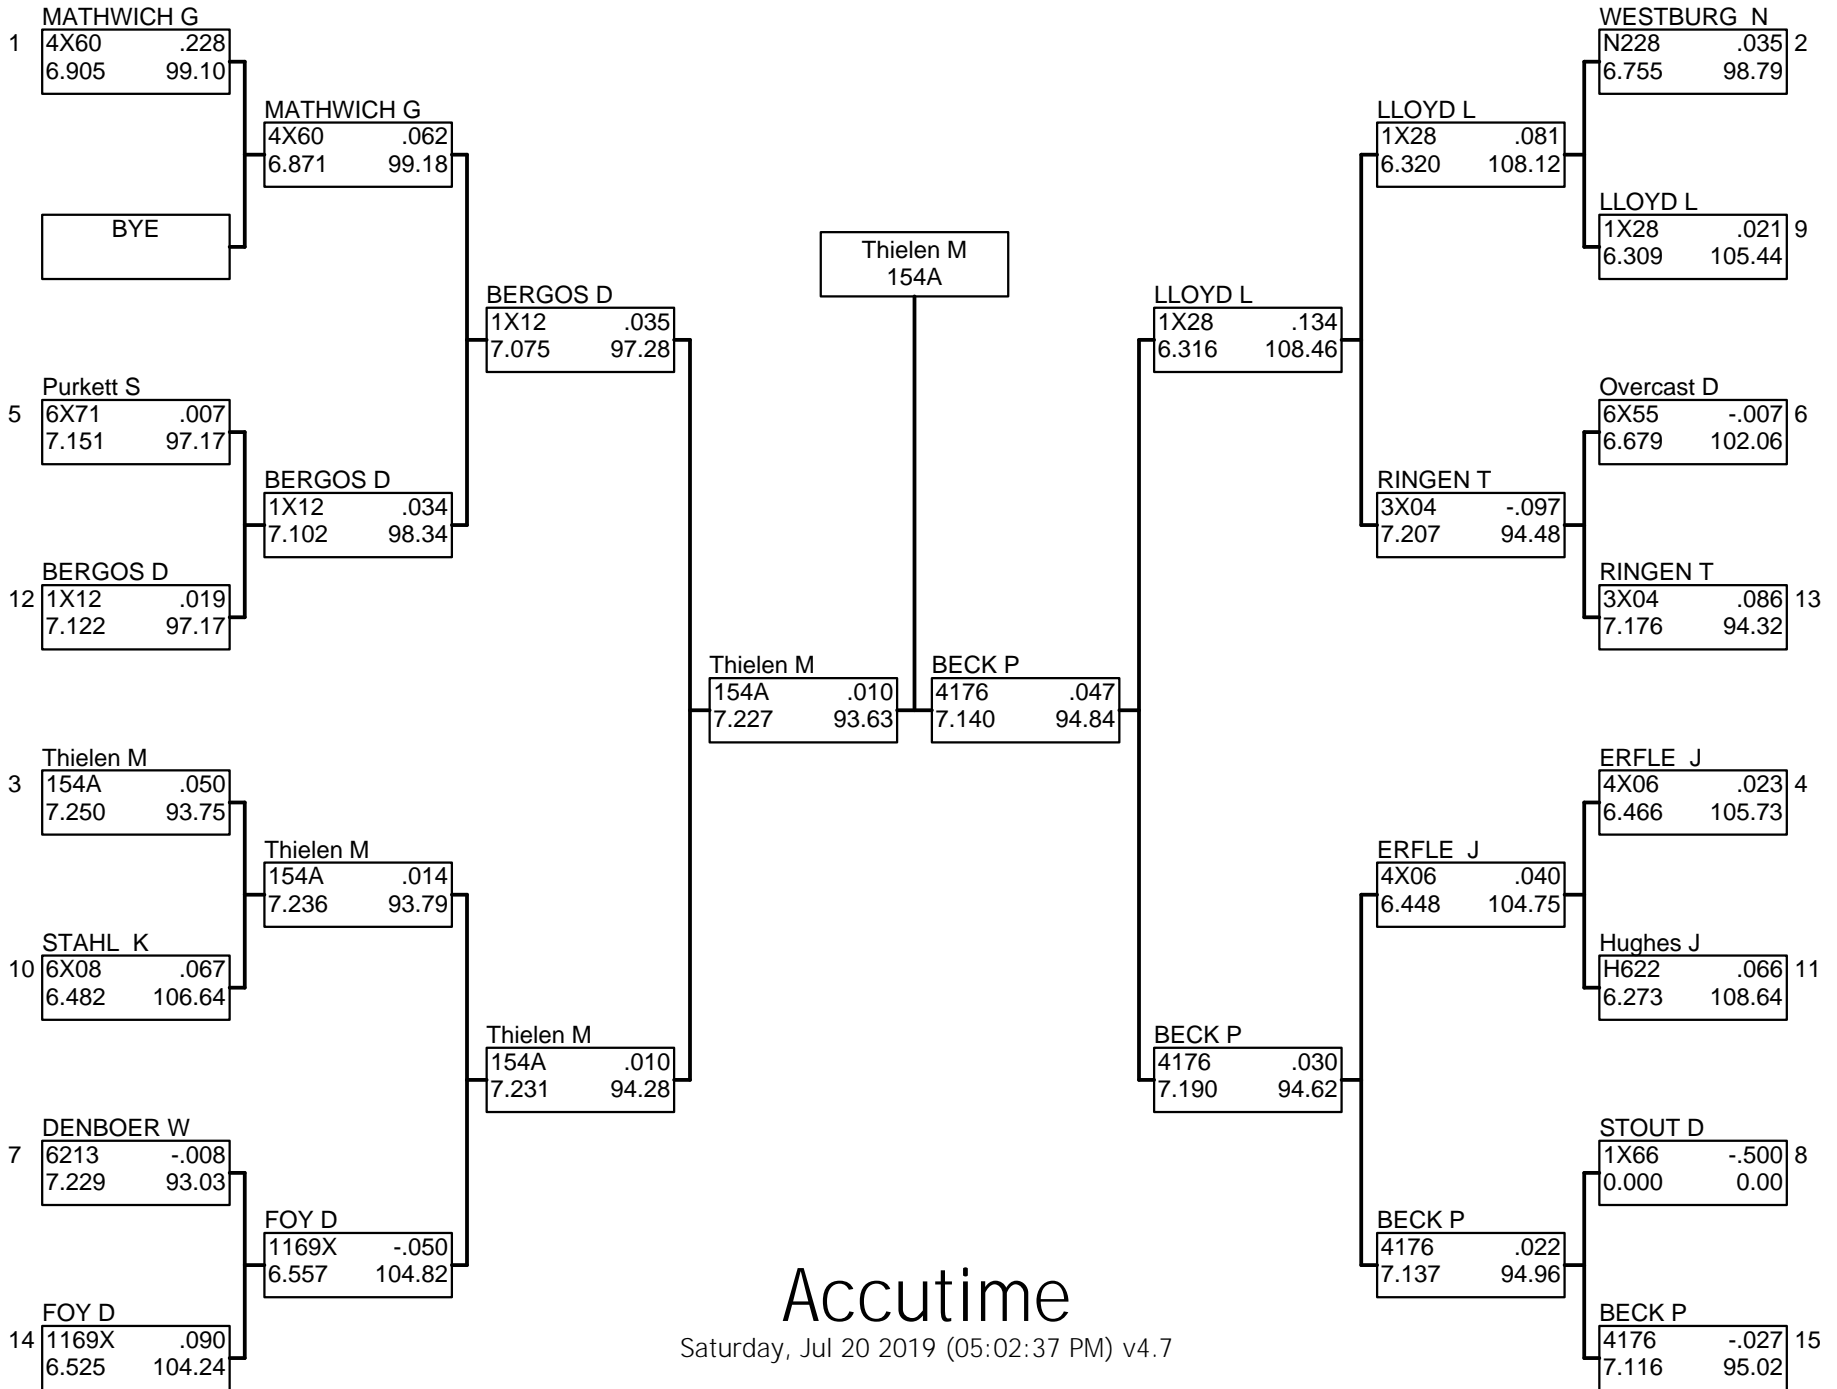 MATHWICH G
1 4X60 .228
6.905 99.10
MATHWICH G
4X60 .062
6.871 99.18
BYE
BERGOS D
1X12 .035
7.075 97.28
Purkett S
5 6X71 .007
7.151 97.17
BERGOS D
1X12 .034
7.102 98.34
BERGOS D
12 1X12 .019
7.122 97.17
Thielen M
154A .010
7.227 93.63
Thielen M
3 154A .050
7.250 93.75
Thielen M
154A .014
7.236 93.79
STAHL K
10 6X08 .067
6.482 106.64
Thielen M
154A .010
7.231 94.28
DENBOER W
7 6213 -.008
7.229 93.03
FOY D
1169X -.050
6.557 104.82
FOY D
14 1169X .090
6.525 104.24
Thielen M
154A
WESTBURG N
N228 .035 2
6.755 98.79
LLOYD L
1X28 .081
6.320 108.12
LLOYD L
1X28 .021 9
6.309 105.44
LLOYD L
1X28 .134
6.316 108.46
Overcast D
6X55 -.007 6
6.679 102.06
RINGEN T
3X04 -.097
7.207 94.48
RINGEN T
3X04 .086 13
7.176 94.32
BECK P
4176 .047
7.140 94.84
ERFLE J
4X06 .023 4
6.466 105.73
ERFLE J
4X06 .040
6.448 104.75
Hughes J
H622 .066 11
6.273 108.64
BECK P
4176 .030
7.190 94.62
STOUT D
1X66 -.500 8
0.000 0.00
BECK P
4176 .022
7.137 94.96
BECK P
4176 -.027 15
7.116 95.02
Accutime
Saturday, Jul 20 2019 (05:02:37 PM) v4.7